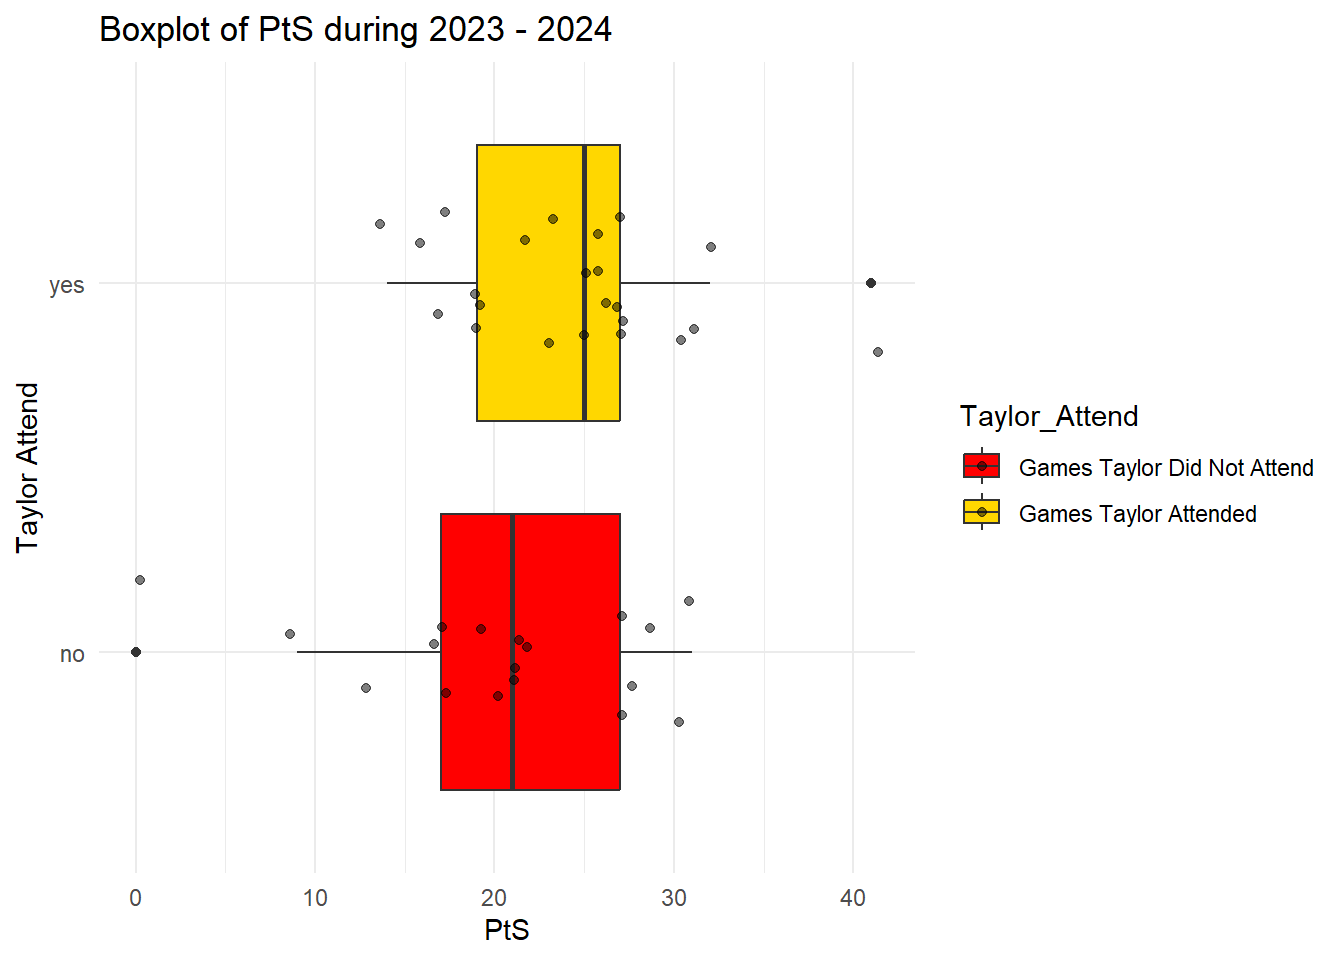 Boxplot of PtS during 2023 - 2024
yes
no
Taylor Attend
0 10 20 30 40
PtS
Taylor_Attend
Games Taylor Did Not Attend
Games Taylor Attended